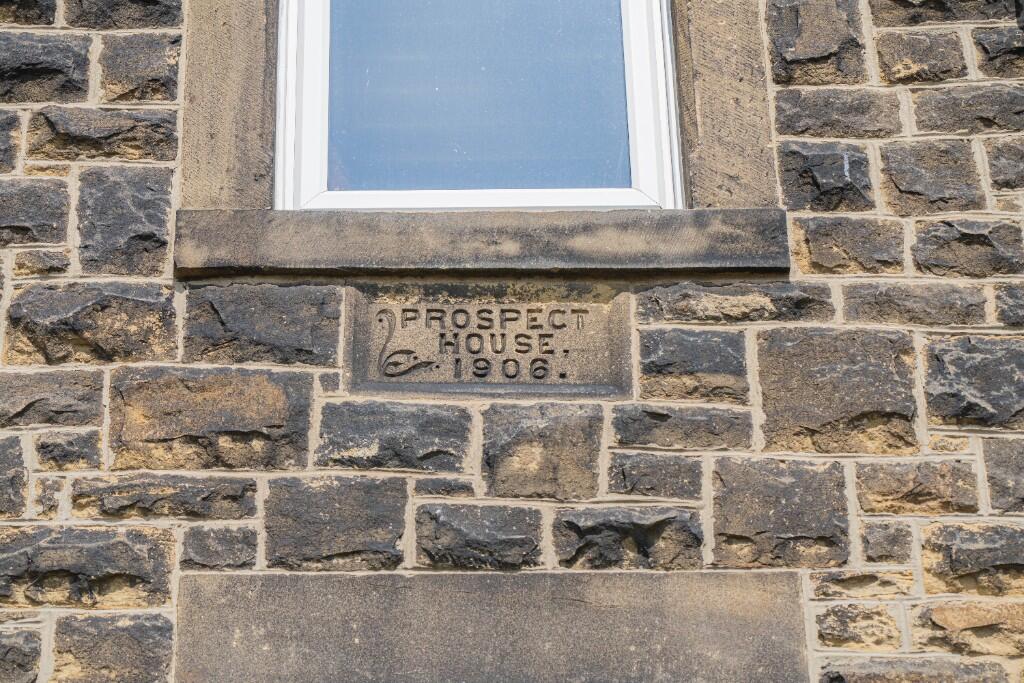 PROSPECT
HOUSE.
1906.